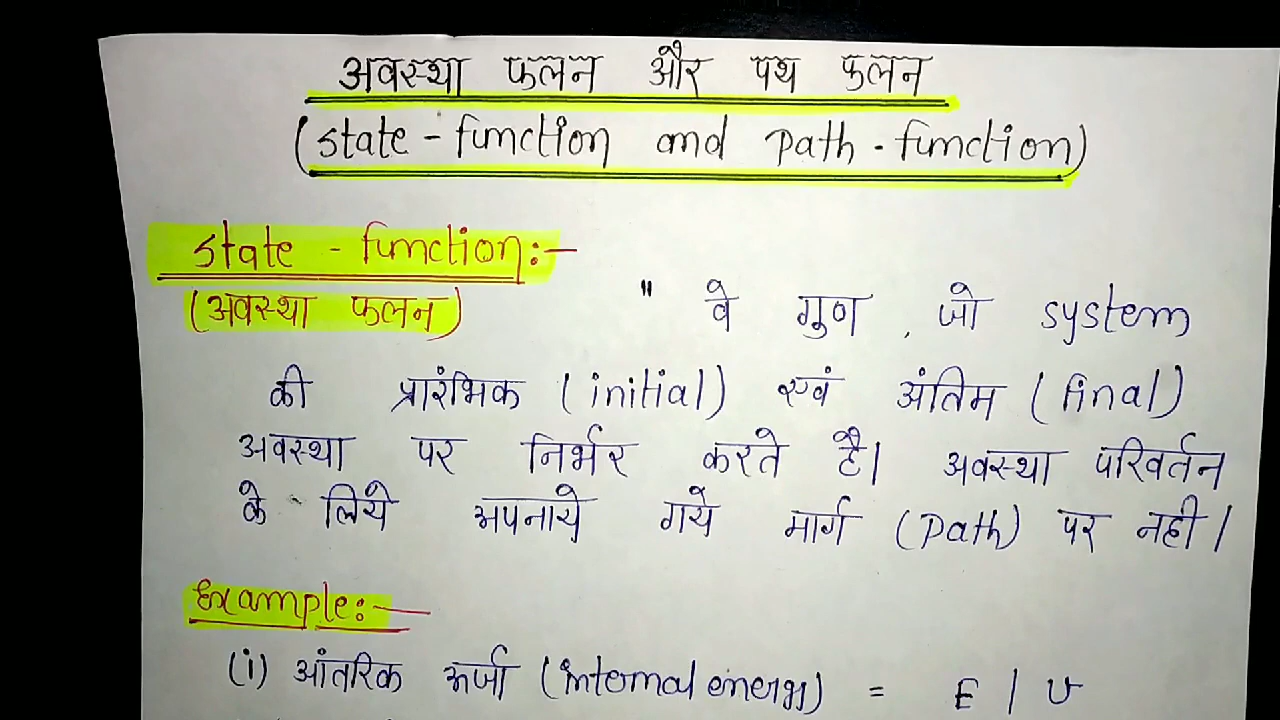 अवस्था फलन और पथ फलन
(state - function and path - function)
state - function:-
(अवस्था फलन) " वे गुण , जो system
की प्रारंभिक (initial) एवं अंतिम (final)
अवस्था पर निर्भर करते है। अवस्था परिवर्तन
के लिये अपनाये गये मार्ग (path) पर नही।
Example:-
(i) आंतरिक ऊर्जा (internal energy) = E / U